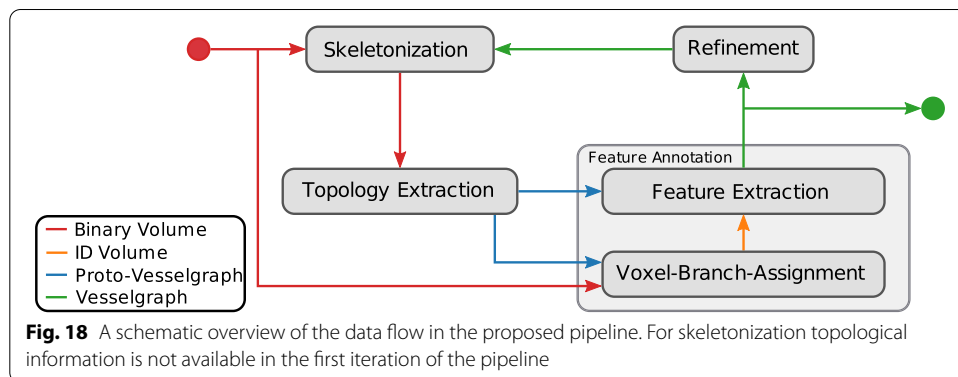 Skeletonization
Refinement
Feature Annotation
Topology Extraction
Feature Extraction
Binary Volume
ID Volume
Proto-Vesselgraph
Vesselgraph
Voxel-Branch-Assignment
Fig. 18 A schematic overview of the data flow in the proposed pipeline. For skeletonization topological
information is not available in the first iteration of the pipeline